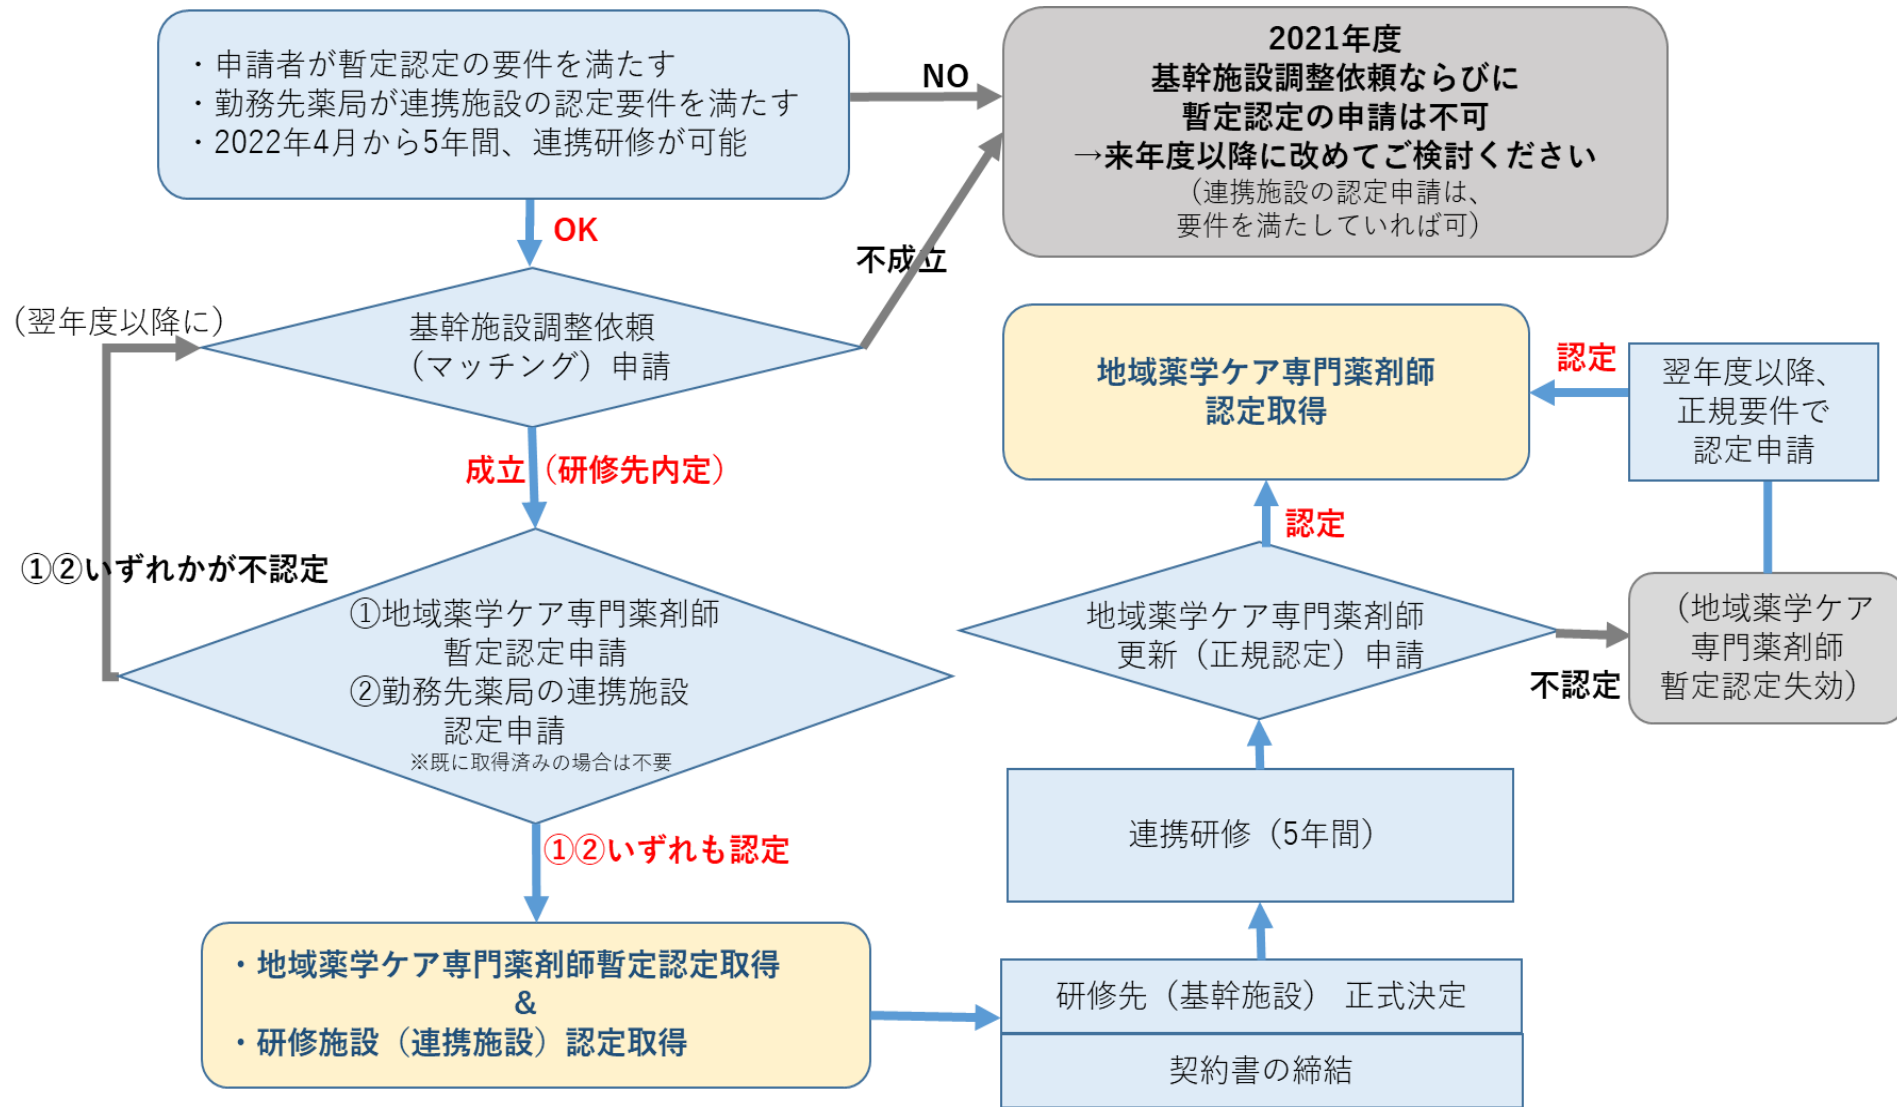 ・申請者が暫定認定の要件を満たす
・勤務先薬局が連携施設の認定要件を満たす
・2022年4月から5年間、連携研修が可能
NO
2021年度
基幹施設調整依頼ならびに
暫定認定の申請は不可
→来年度以降に改めてご検討ください
（連携施設の認定申請は、
要件を満たしていれば可）
OK
不成立
（翌年度以降に）
基幹施設調整依頼
（マッチング）申請
成立（研修先内定）
①②いずれかが不認定
①地域薬学ケア専門薬剤師
暫定認定申請
②勤務先薬局の連携施設
認定申請
※既に取得済みの場合は不要
①②いずれも認定
・地域薬学ケア専門薬剤師暫定認定取得
&
・研修施設（連携施設）認定取得
研修先（基幹施設） 正式決定
契約書の締結
連携研修（5年間）
地域薬学ケア専門薬剤師
更新（正規認定）申請
認定
地域薬学ケア専門薬剤師
認定取得
不認定
（地域薬学ケア
専門薬剤師
暫定認定失効）
翌年度以降、
正規要件で
認定申請
認定